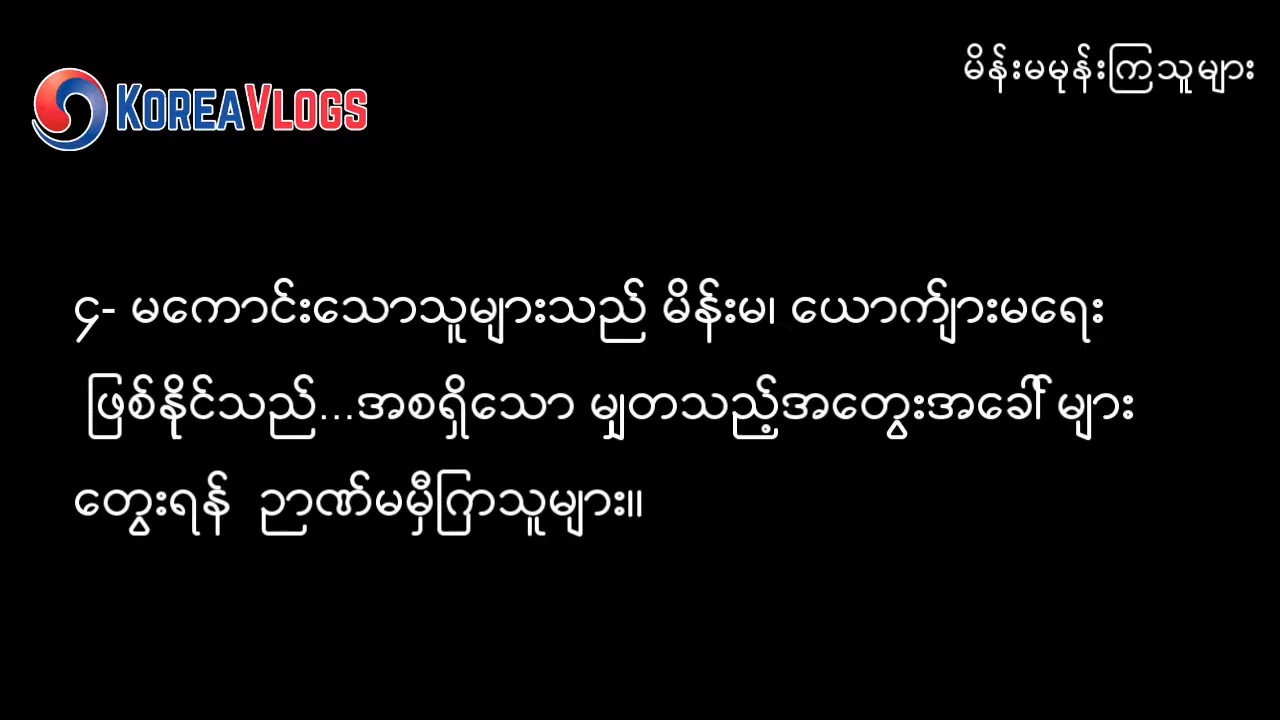 မိန်းမမုန်းကြသူများ
KOREAVLOGS
၄- မကောင်းသောသူများသည် မိန်းမ၊ ယောက်ျားမရေး
ဖြစ်နိုင်သည်...အစရှိသော မျှတသည့်အတွေးအခေါ် များ
တွေးရန် ဉာဏ်မမှီကြသူများ။